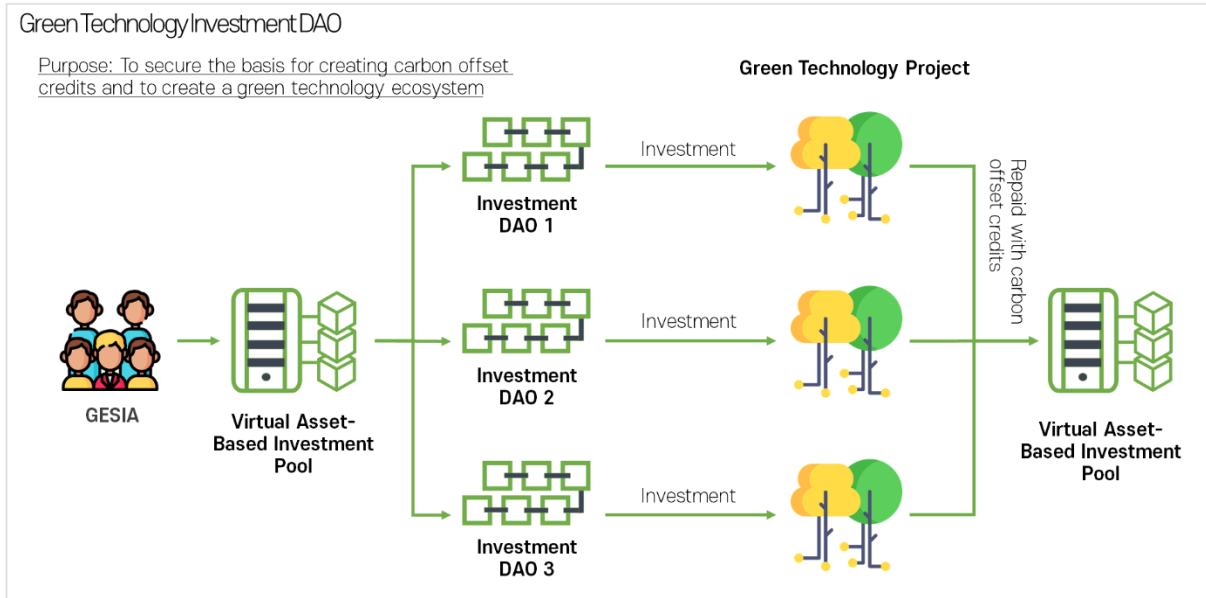 Green Technology Investment DAO
Purpose: To secure the basis for creating carbon offset
credits and to create a green technology ecosystem
Green Technology Project
Investment
Investment
DAO 1
Repaid with carbon
offset credits
GESIA
Virtual Asset-
Based Investment
Pool
Investment
Investment
DAO 2
Virtual Asset-
Based Investment
Pool
Investment
Investment
DAO 3